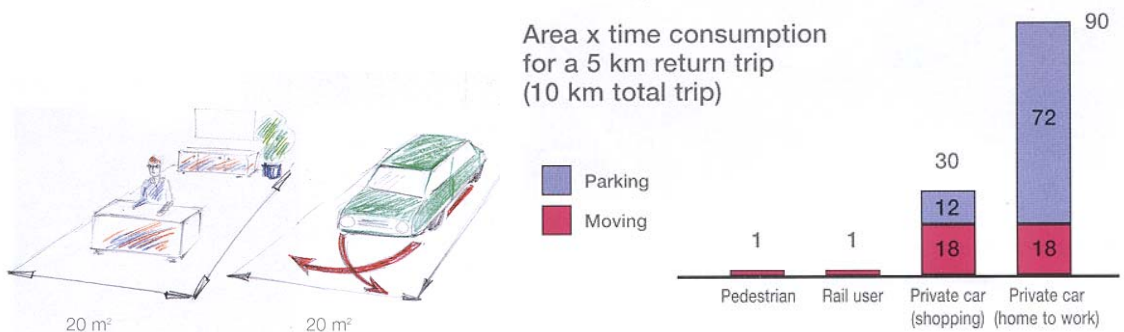 20 m²
20 m²
Area x time consumption
for a 5 km return trip
(10 km total trip)
Parking
Moving
1
1
30
12
18
90
72
18
Pedestrian
Rail user
Private car
(shopping)
Private car
(home to work)